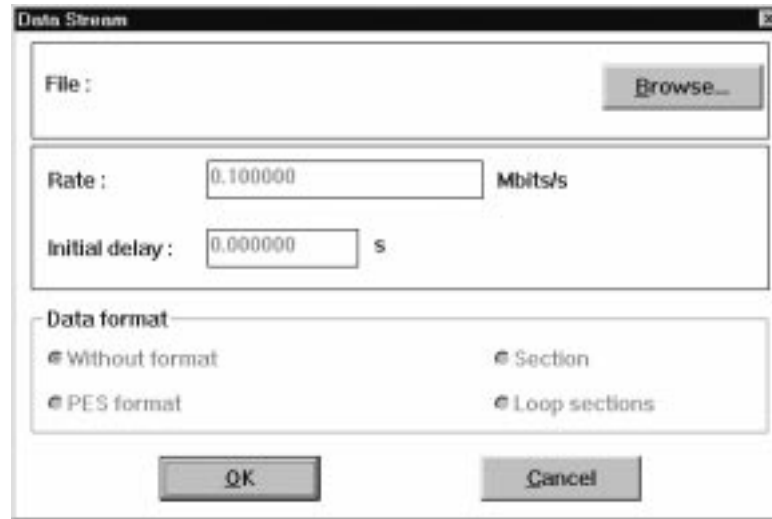 Data Stream
File :
Browse...
Rate :
0.100000
Mbits/s
Initial delay :
0.000000
s
Data format
Without format
Section
PES format
Loop sections
OK
Cancel